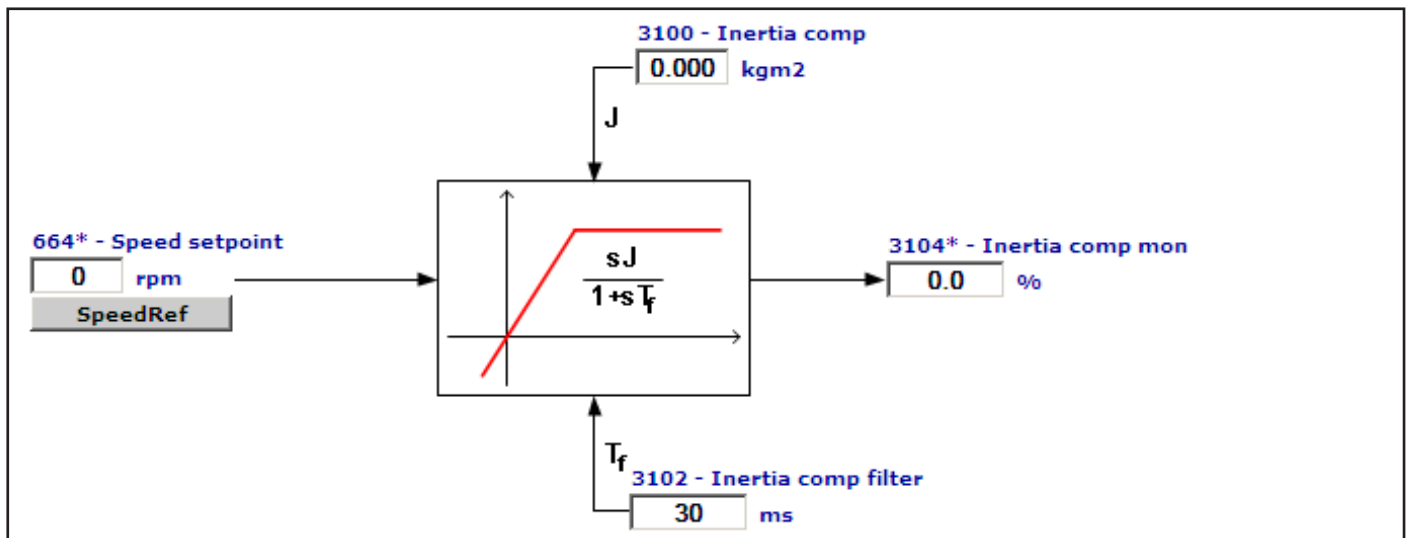 3100 - Inertia comp
0.000 kgm2
J
664* - Speed setpoint
0 rpm
SpeedRef
sJ
1+sTf
3104* - Inertia comp mon
0.0 %
Tf
3102 - Inertia comp filter
30 ms